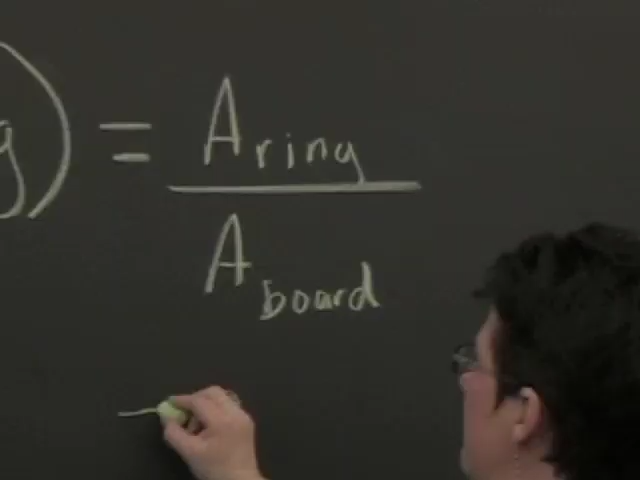 g) = A ring
A board